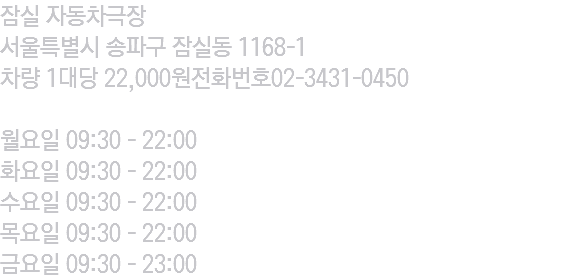 잠실 자동차극장
서울특별시 송파구 잠실동 1168-1
차량 1대당 22,000원전화번호02-3431-0450
월요일 09:30 - 22:00
화요일 09:30 - 22:00
수요일 09:30 - 22:00
목요일 09:30 - 22:00
금요일 09:30 - 23:00